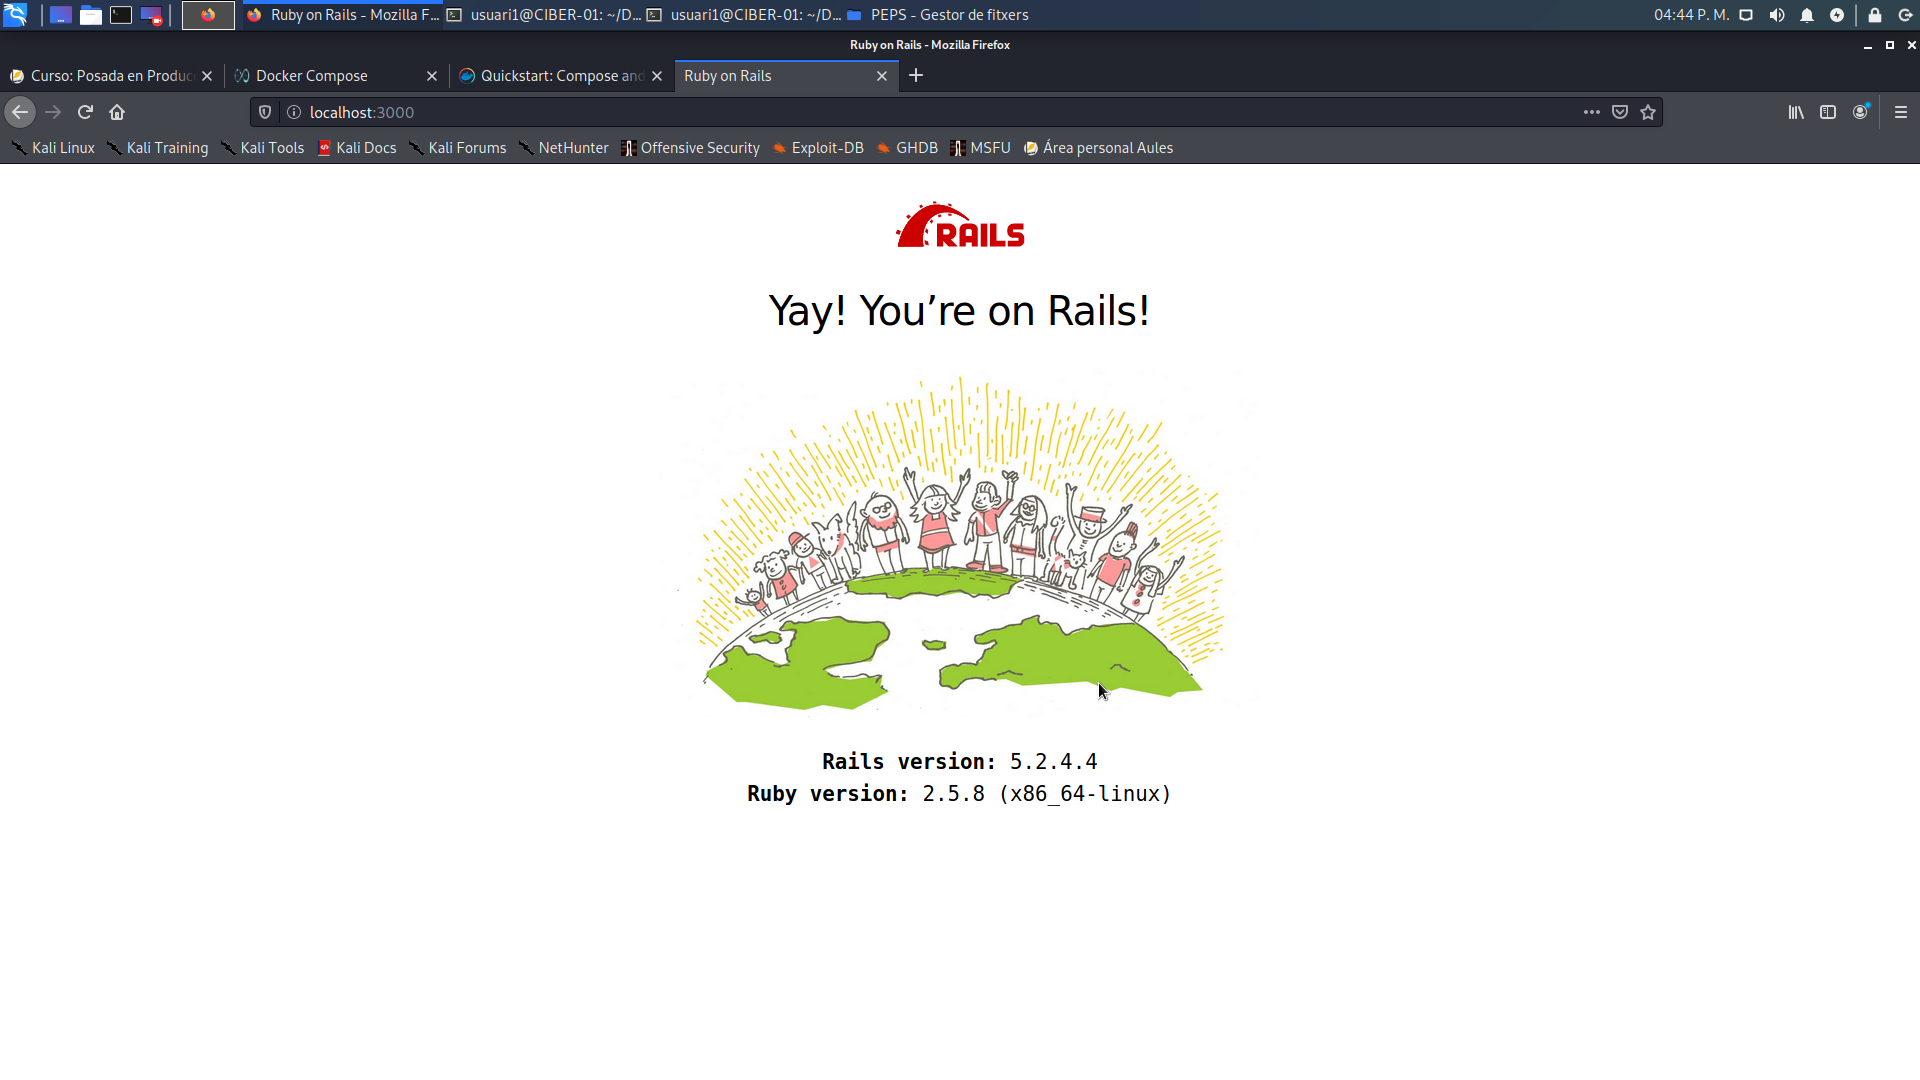 Ruby on Rails - Mozilla F... usuari1@CIBER-01: ~/D... usuari1@CIBER-01: ~/D... PEPS - Gestor de fitxers 04:44 P. M.
Ruby on Rails - Mozilla Firefox
Curso: Posada en Produc Docker Compose Quickstart: Compose and Ruby on Rails
localhost:3000
Kali Linux Kali Training Kali Tools Kali Docs Kali Forums NetHunter Offensive Security Exploit-DB GHDB MSFU Área personal Aules
RAILS
Yay! You’re on Rails!
Rails version: 5.2.4.4
Ruby version: 2.5.8 (x86_64-linux)